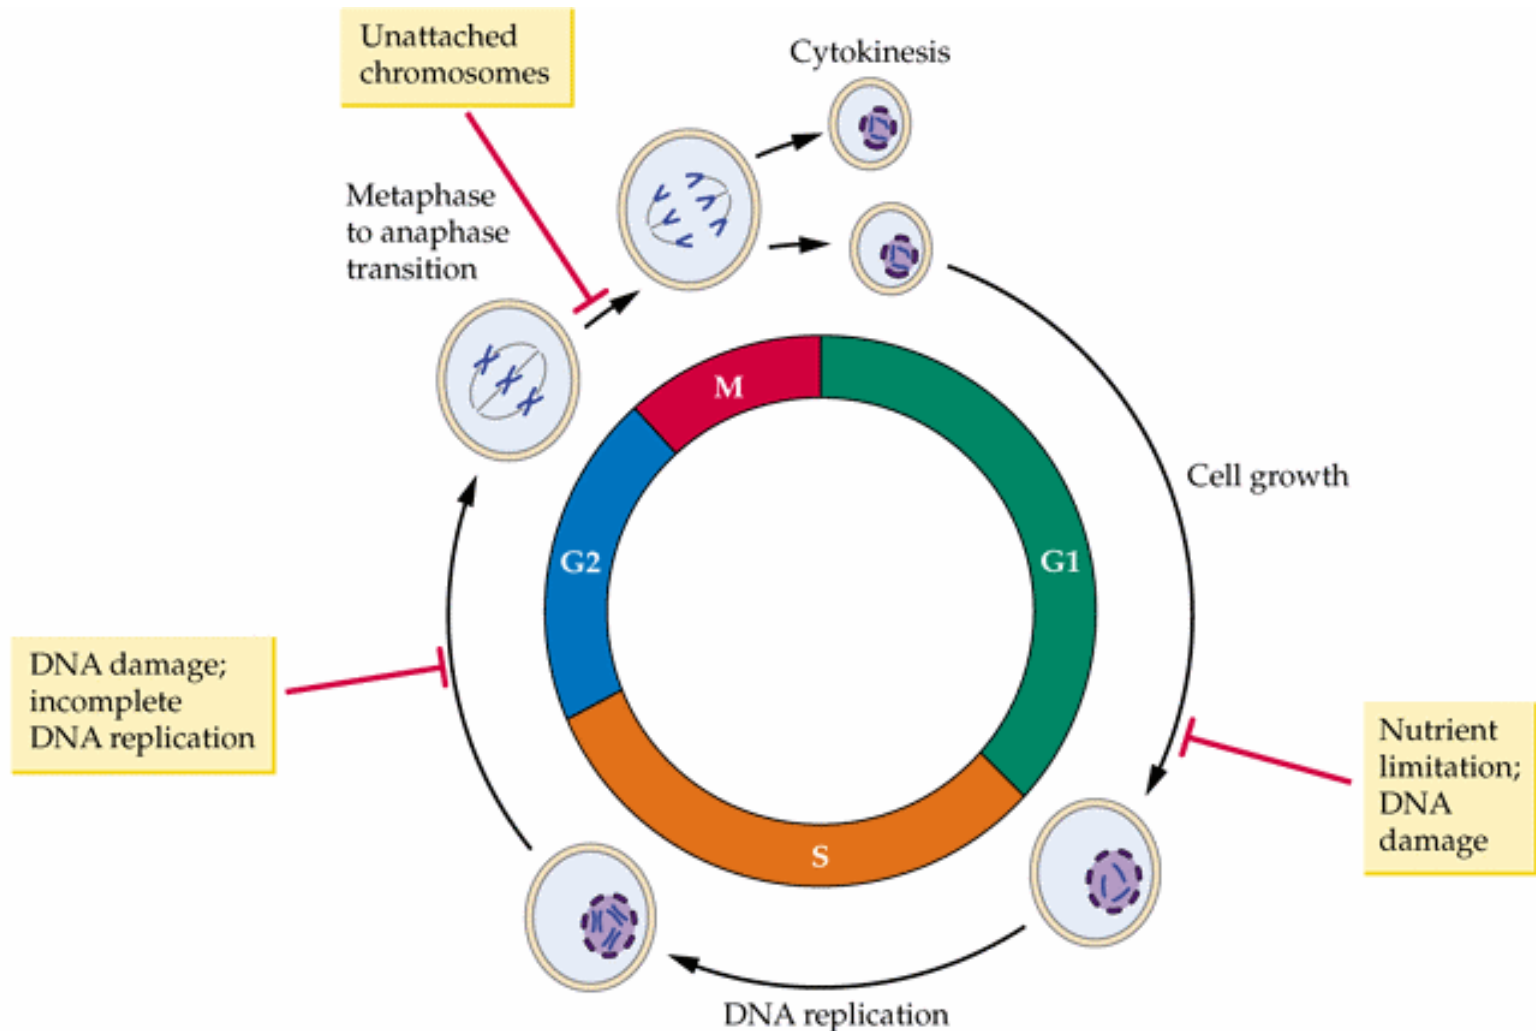 Unattached
chromosomes
Cytokinesis
Metaphase
to anaphase
transition
M
Cell growth
G2
G1
DNA damage;
incomplete
DNA replication
Nutrient
limitation;
DNA
damage
S
DNA replication